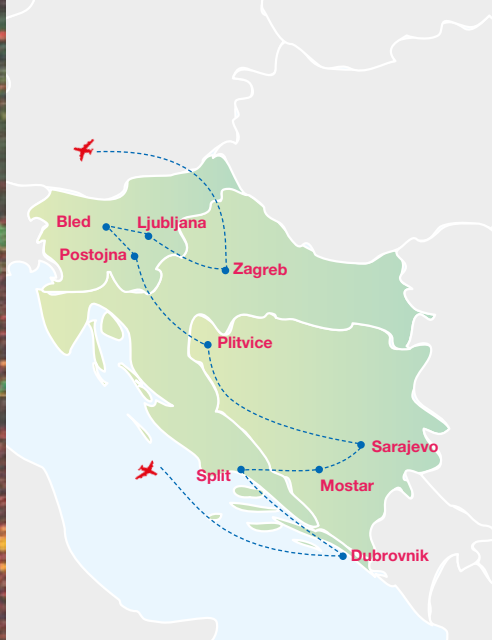 Bled
Ljubljana
Postojna
Zagreb
Plitvice
Sarajevo
Split
Mostar
Dubrovnik